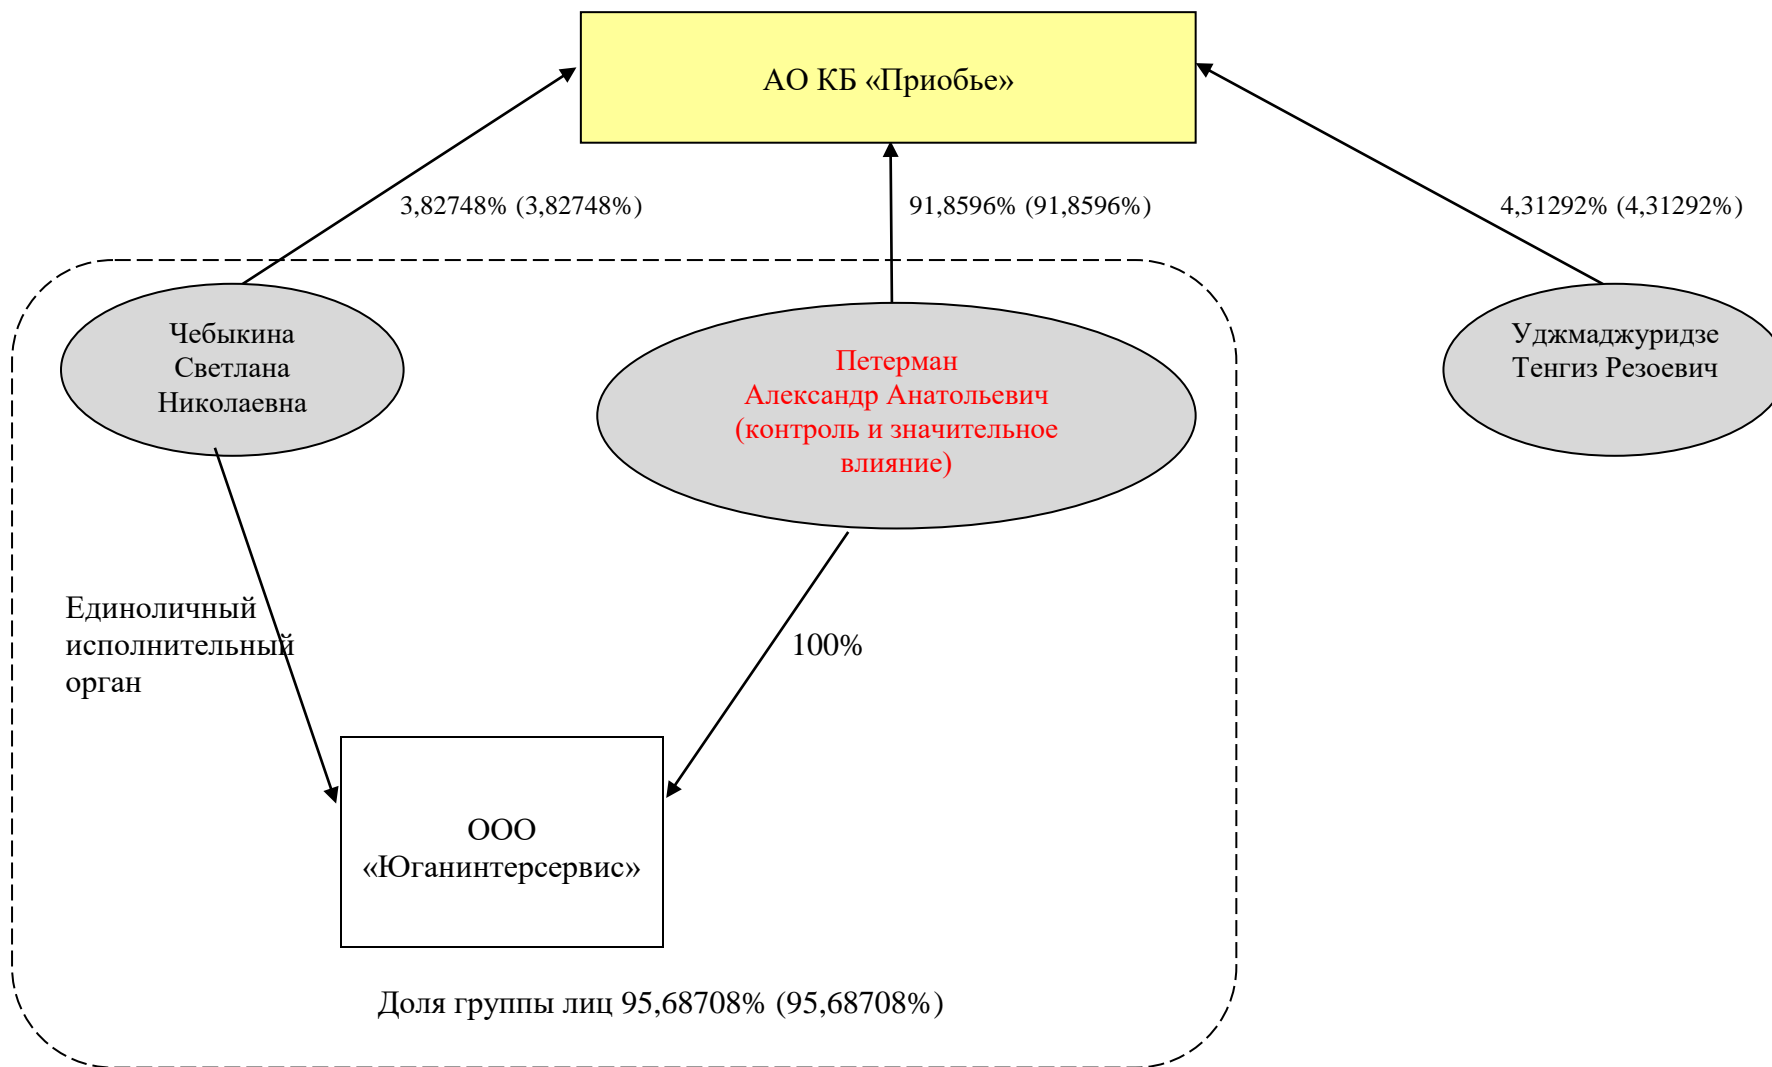 АО КБ «Приобье»
3,82748% (3,82748%)
91,8596% (91,8596%)
4,31292% (4,31292%)
Чебыкина
Светлана
Николаевна
Петерман
Александр Анатольевич
(контроль и значительное
влияние)
Уджмаджуридзе
Тенгиз Резоевич
Единоличный
исполнительный
орган
100%
ООО
«Юганинтерсервис»
Доля группы лиц 95,68708% (95,68708%)